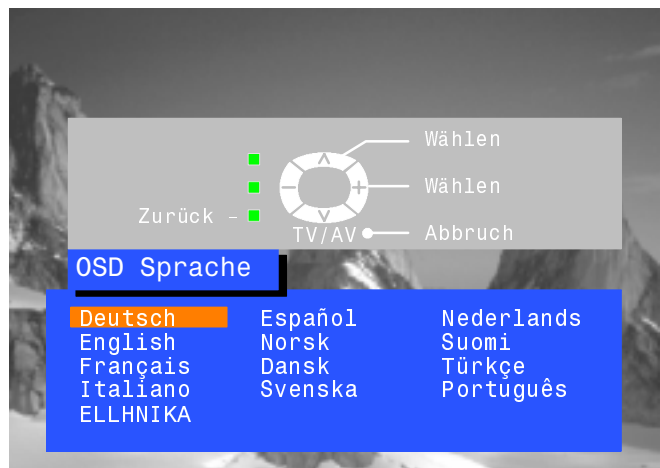 Wählen
Wählen
Zurück –
TV/AV Abbruch
OSD Sprache
Deutsch Español Nederlands
English Norsk Suomi
Français Dansk Türkçe
Italiano Svenska Português
ELLHNIKA